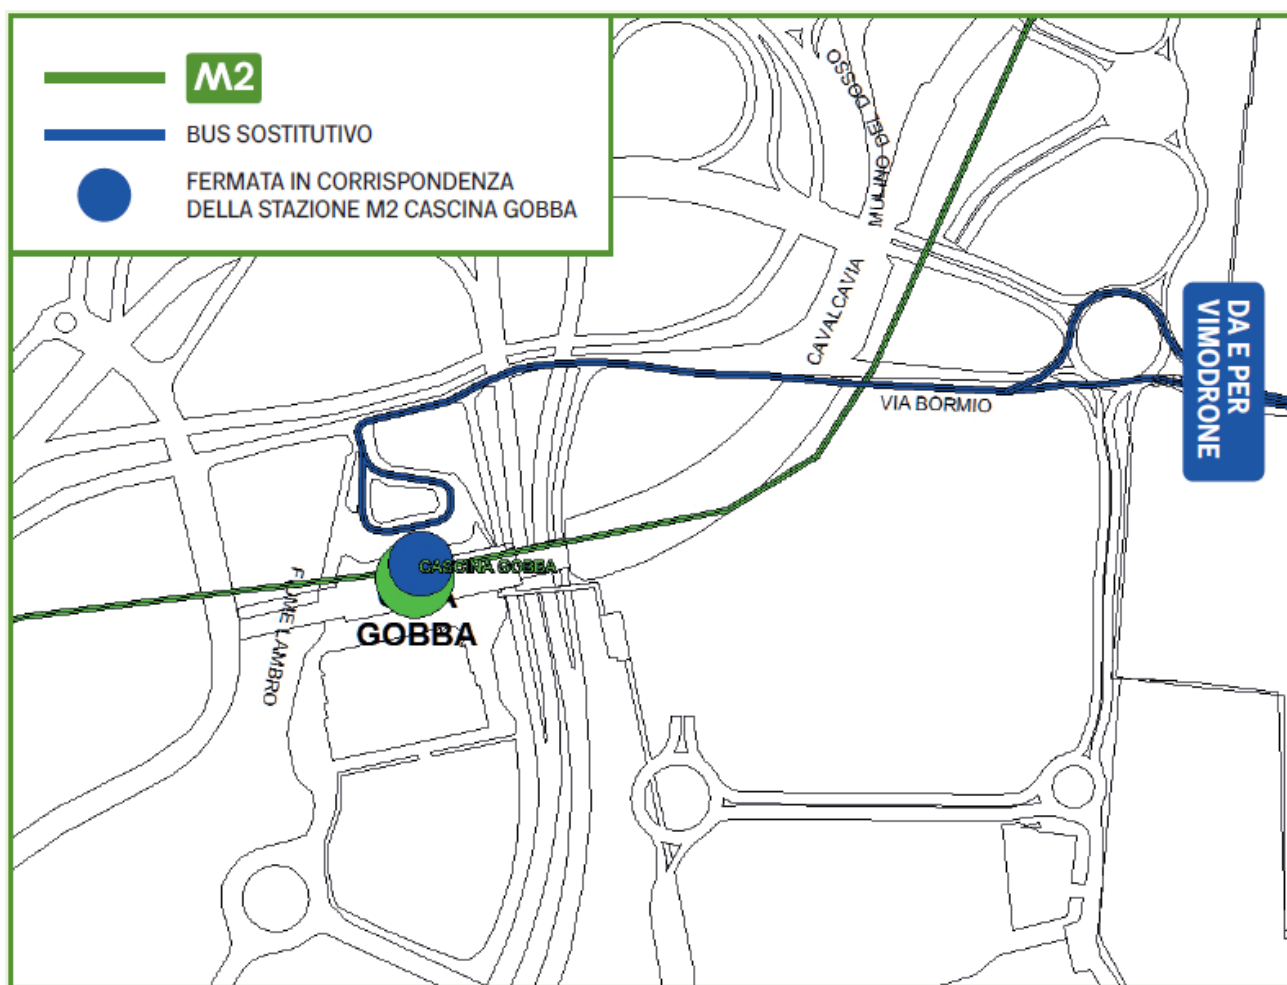 M2
BUS SOSTITUTIVO
FERMATA IN CORRISPONDENZA
DELLA STAZIONE M2 CASCINA GOBBA
MULINO DEL DOSSO
CAVALCAVIA
DA E PER
VIMODRONE
VIA BORMIO
CASCINA GOBBA
GOBBA
FIUME LAMBRO